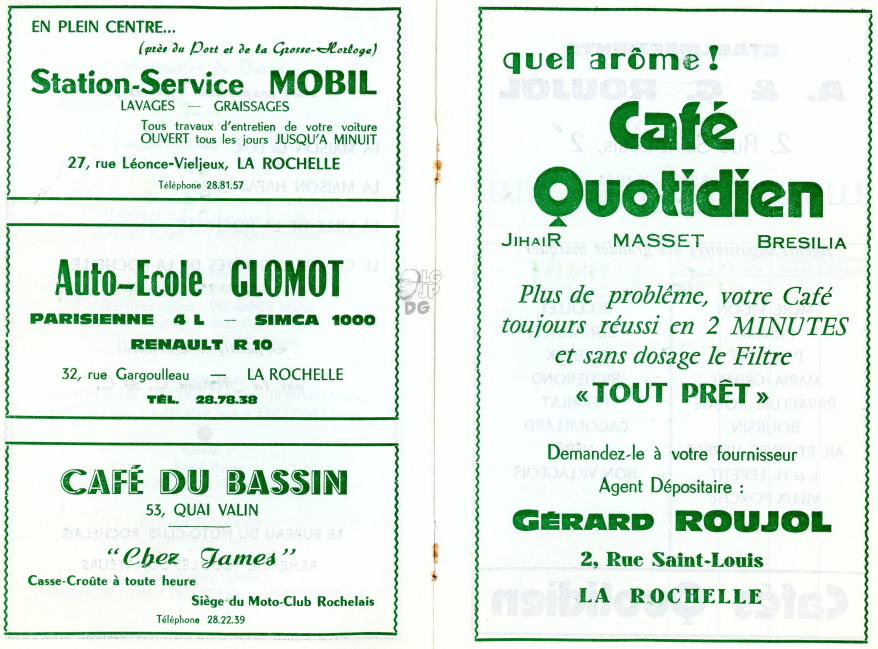 EN PLEIN CENTRE...
(près du Port et de la Grosse-Horloge)
Station-Service MOBIL
LAVAGES — GRAISSAGES
Tous travaux d'entretien de votre voiture
OUVERT tous les jours JUSQU'A MINUIT
27, rue Léonce-Vieljeux, LA ROCHELLE
Téléphone 28.81.57
Auto-Ecole GLOMOT
PARISIENNE 4 L — SIMCA 1000
RENAULT R 10
32, rue Gargoulleau — LA ROCHELLE
TÉL. 28.78.38
CAFÉ DU BASSIN
53, QUAI VALIN
"Chez James"
Casse-Croûte à toute heure
Siège du Moto-Club Rochelais
Téléphone 28.22.39
quel arôme !
Café
Quotidien
JIHAIR MASSET BRESILIA
Plus de problême, votre Café
toujours réussi en 2 MINUTES
et sans dosage le Filtre
« TOUT PRÊT »
Demandez-le à votre fournisseur
Agent Dépositaire :
GÉRARD ROUJOL
2, Rue Saint-Louis
LA ROCHELLE